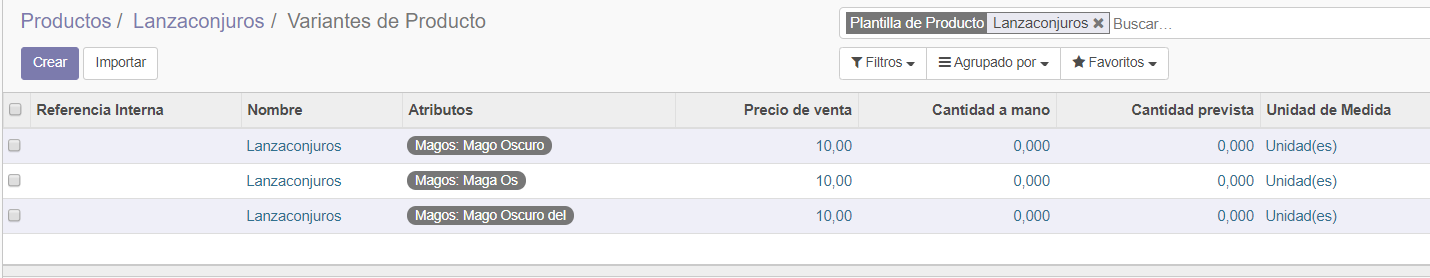 Productos / Lanzaconjuros / Variantes de Producto
Plantilla de Producto Lanzaconjuros Buscar...
Crear Importar
Filtros Agrupado por Favoritos
Referencia Interna Nombre Atributos Precio de venta Cantidad a mano Cantidad prevista Unidad de Medida
Lanzaconjuros Magos: Mago Oscuro 10,00 0,000 0,000 Unidad(es)
Lanzaconjuros Magos: Maga Os 10,00 0,000 0,000 Unidad(es)
Lanzaconjuros Magos: Mago Oscuro del 10,00 0,000 0,000 Unidad(es)